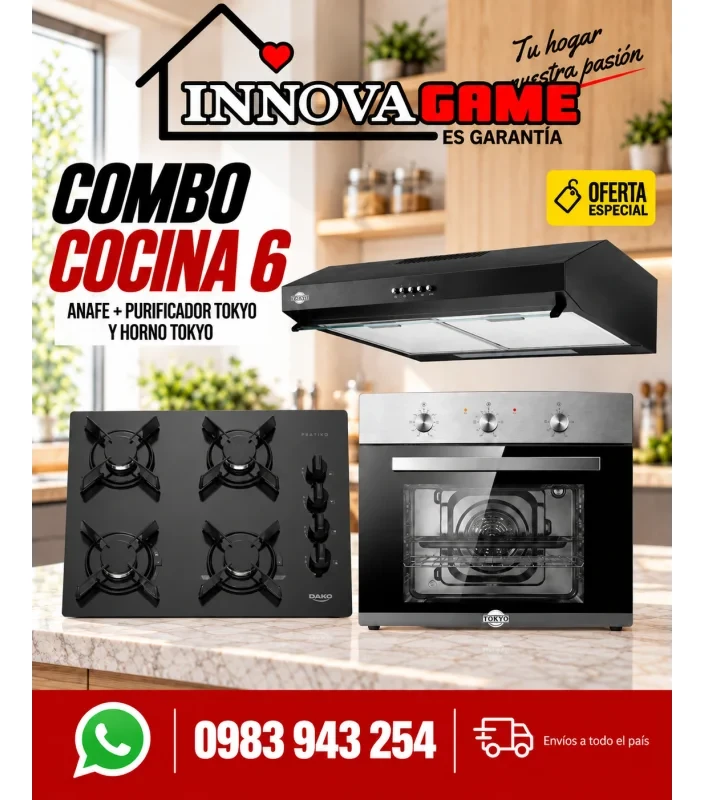 Tu hogar
nuestra pasión
INNOVAGAME
ES GARANTÍA
COMBO
COCINA 6
ANAFE + PURIFICADOR TOKYO
Y HORNO TOKYO
OFERTA
ESPECIAL
TOKYO
DAKO
TOKYO
0983 943 254
Envíos a todo el país